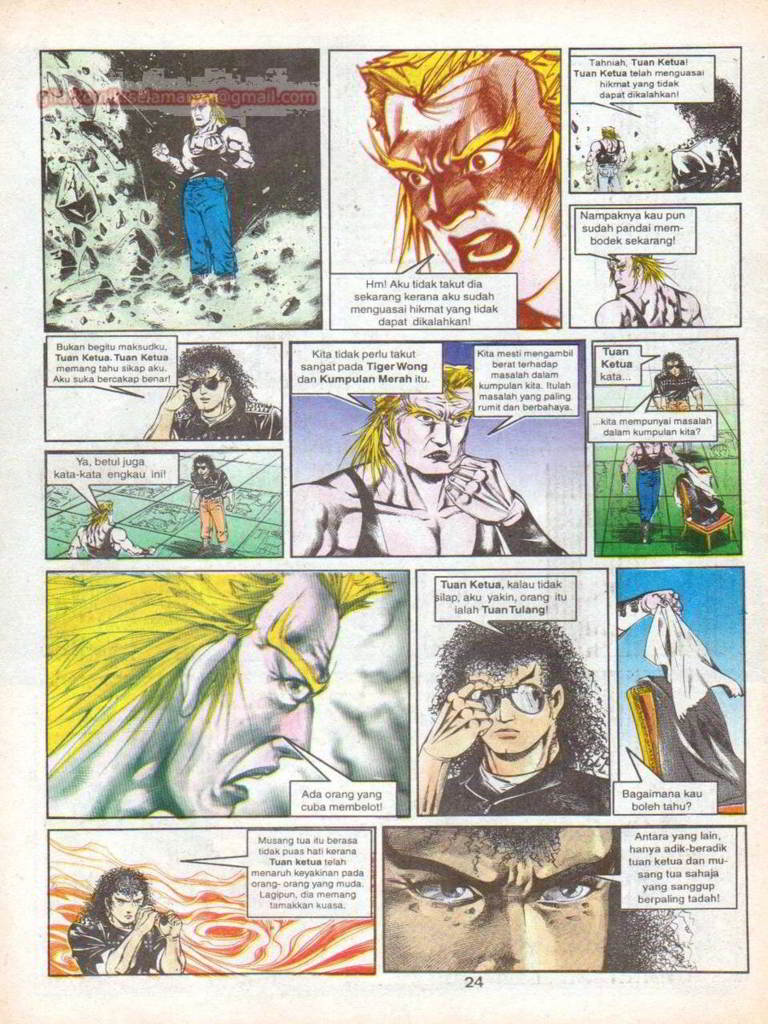 Hm! Aku tidak takut dia
sekarang kerana aku sudah
menguasai hikmat yang tidak
dapat dikalahkan!
Tahniah, Tuan Ketua!
Tuan Ketua telah menguasai
hikmat yang tidak
dapat dikalahkan!
Nampaknya kau pun
sudah pandai mem-
bodek sekarang!
Bukan begitu maksudku,
Tuan Ketua. Tuan Ketua
memang tahu sikap aku.
Aku suka bercakap benar!
Ya, betul juga
kata-kata engkau ini!
Kita tidak perlu takut
sangat pada Tiger Wong
dan Kumpulan Merah itu.
Kita mesti mengambil
berat terhadap
masalah dalam
kumpulan kita. Itulah
masalah yang paling
rumit dan berbahaya.
Tuan
Ketua
kata...
...kita mempunyai masalah
dalam kumpulan kita?
Ada orang yang
cuba membelot!
Tuan Ketua, kalau tidak
silap, aku yakin, orang itu
ialah Tuan Tulang!
Bagaimana kau
boleh tahu?
Musang tua itu berasa
tidak puas hati kerana
Tuan ketua telah
menaruh keyakinan pada
orang- orang yang muda.
Lagipun, dia memang
tamakkan kuasa.
Antara yang lain,
hanya adik-beradik
tuan ketua dan mu-
sang tua sahaja
yang sanggup
berpaling tadah!
24